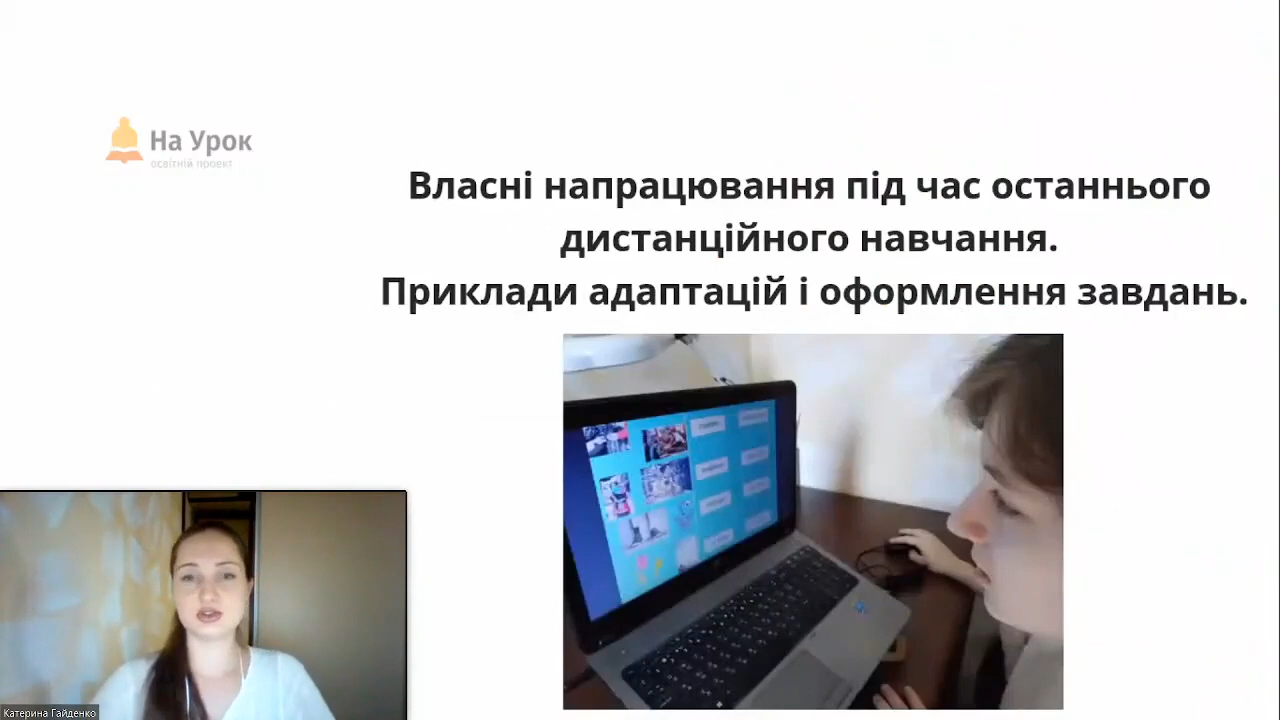 На Урок
освітній проект
Власні напрацювання під час останнього
дистанційного навчання.
Приклади адаптацій і оформлення завдань.
Катерина Гайденко